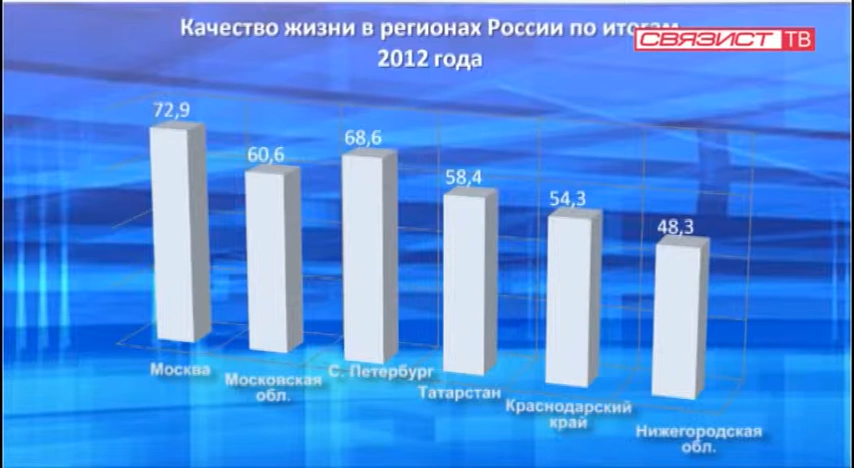 Качество жизни в регионах России по итогам
2012 года
СВЯЗИСТ ТВ
72,9
60,6
68,6
58,4
54,3
48,3
Москва
Московская
обл.
С. Петербург
Татарстан
Краснодарский
край
Нижегородская
обл.